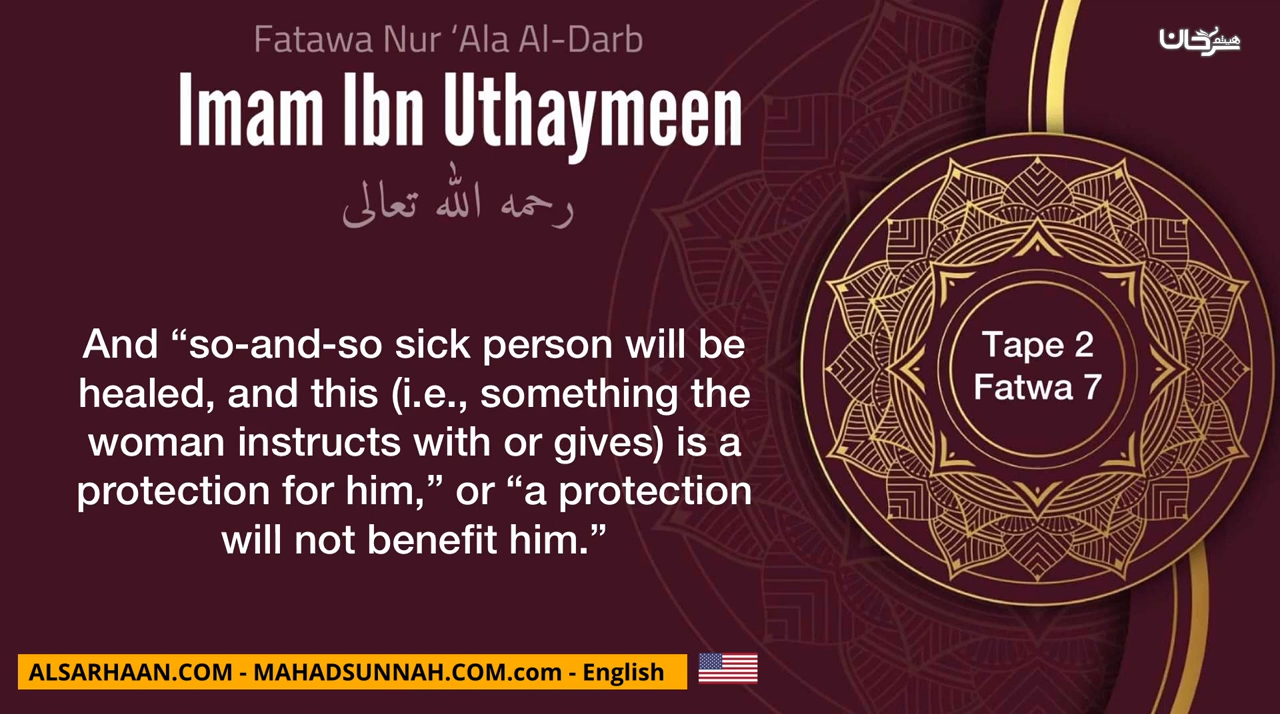 Fatawa Nur ‘Ala Al-Darb
Imam Ibn Uthaymeen
رحمه الله تعالى
هيثم سرحان
And “so-and-so sick person will be
healed, and this (i.e., something the
woman instructs with or gives) is a
protection for him,” or “a protection
will not benefit him.”
Tape 2
Fatwa 7
ALSARHAAN.COM - MAHADSUNNAH.COM.com - English